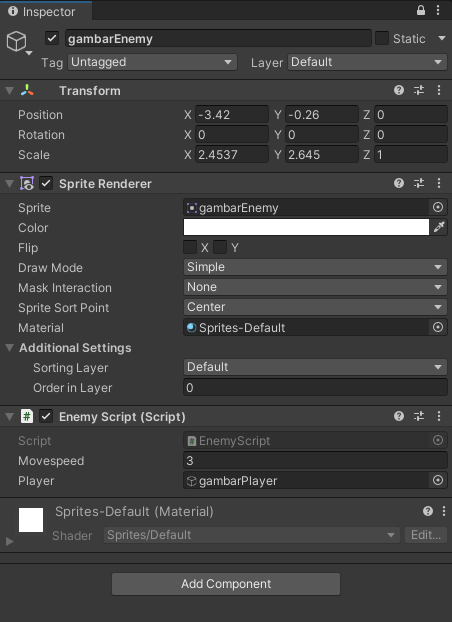 Inspector
gambarEnemy Static
Tag Untagged Layer Default
Transform
Position X -3.42 Y -0.26 Z 0
Rotation X 0 Y 0 Z 0
Scale X 2.4537 Y 2.645 Z 1
Sprite Renderer
Sprite gambarEnemy
Color
Flip X Y
Draw Mode Simple
Mask Interaction None
Sprite Sort Point Center
Material Sprites-Default
Additional Settings
Sorting Layer Default
Order in Layer 0
# Enemy Script (Script)
Script # EnemyScript
Movespeed 3
Player gambarPlayer
Sprites-Default (Material)
Shader Sprites/Default Edit...
Add Component